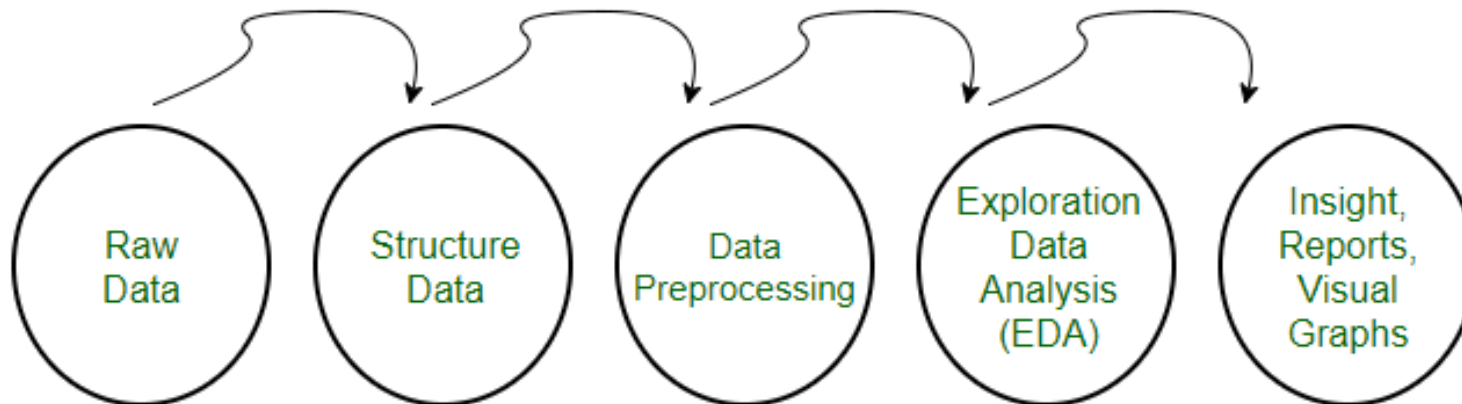 Raw
Data
Structure
Data
Data
Preprocessing
Exploration
Data
Analysis
(EDA)
Insight,
Reports,
Visual
Graphs